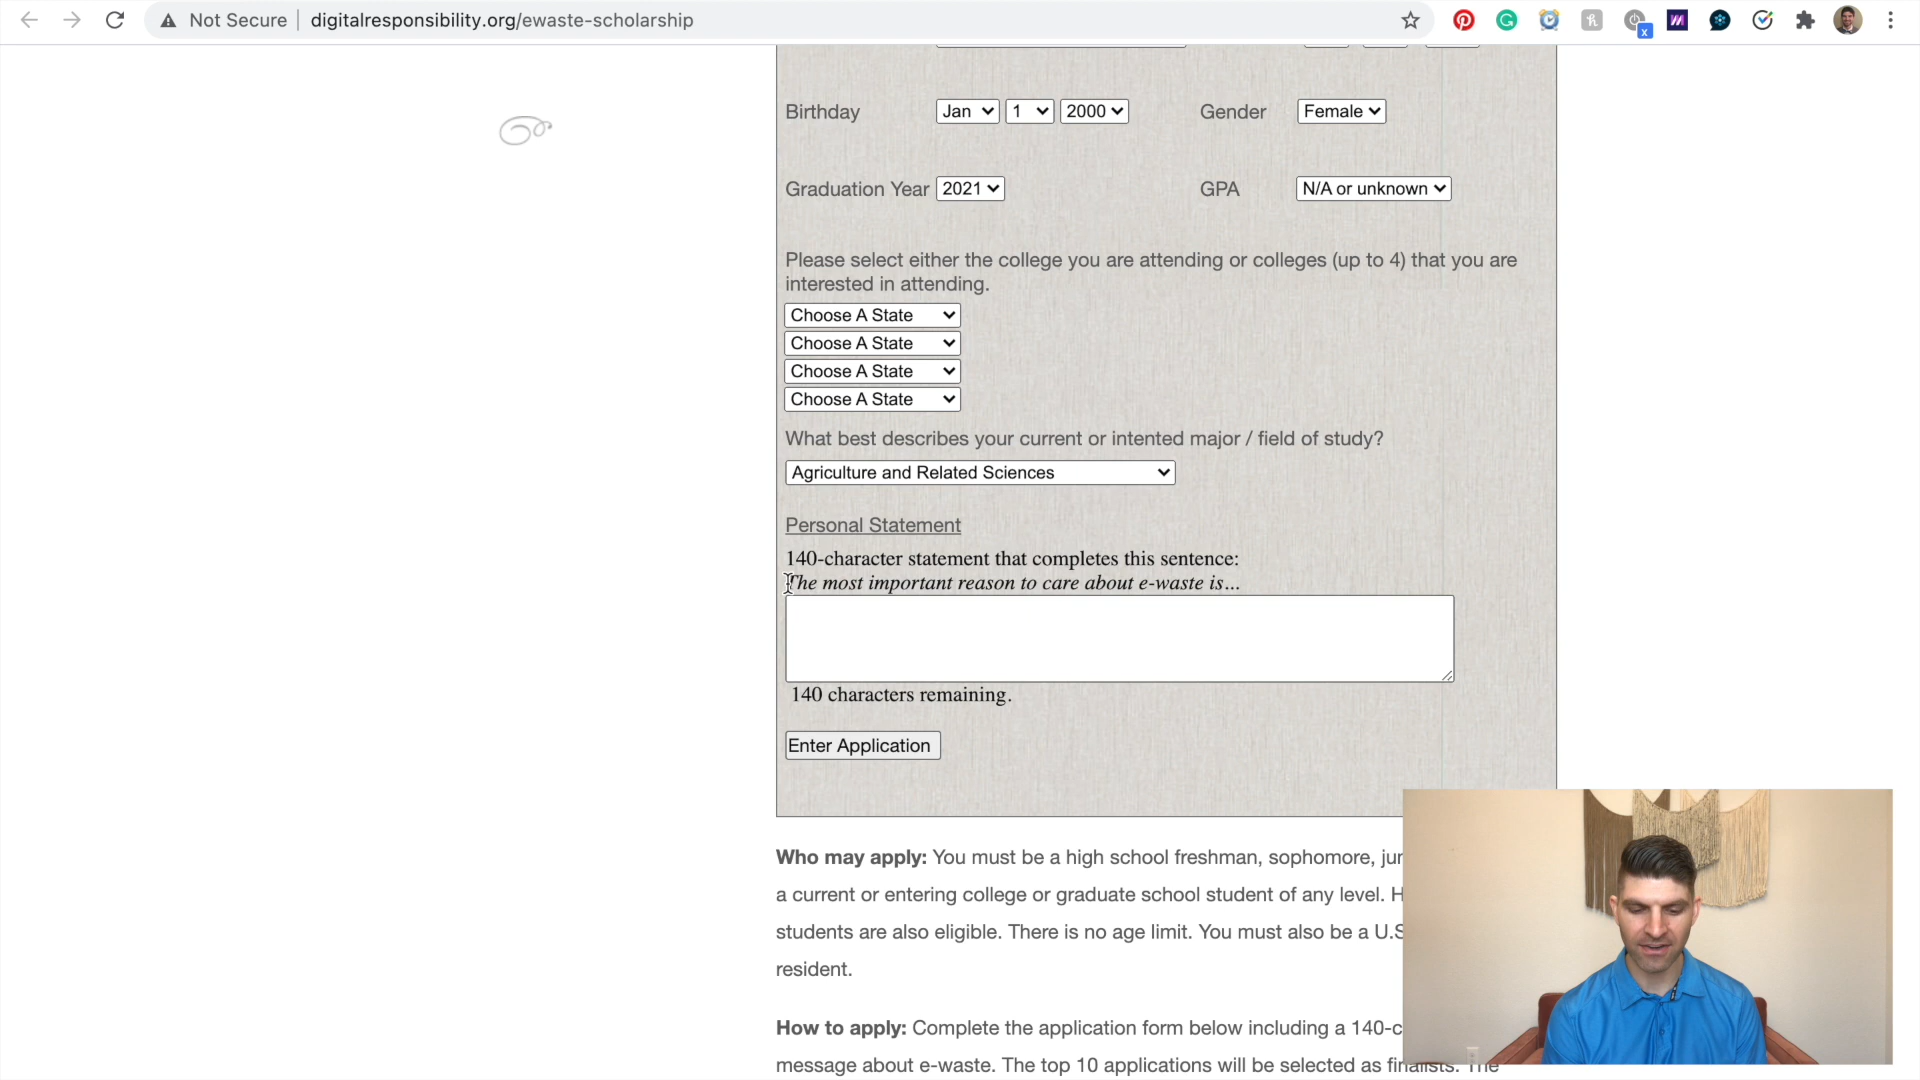 Not Secure | digitalresponsibility.org/ewaste-scholarship
Birthday Jan 1 2000 Gender Female
Graduation Year 2021 GPA N/A or unknown
Please select either the college you are attending or colleges (up to 4) that you are
interested in attending.
Choose A State
Choose A State
Choose A State
Choose A State
What best describes your current or intented major / field of study?
Agriculture and Related Sciences
Personal Statement
140-character statement that completes this sentence:
The most important reason to care about e-waste is...
140 characters remaining.
Enter Application
Who may apply: You must be a high school freshman, sophomore,
a current or entering college or graduate school student of any level.
students are also eligible. There is no age limit. You must also be a
resident.
How to apply: Complete the application form below including a
message about e-waste. The top 10 applications will be selected as finalists. The